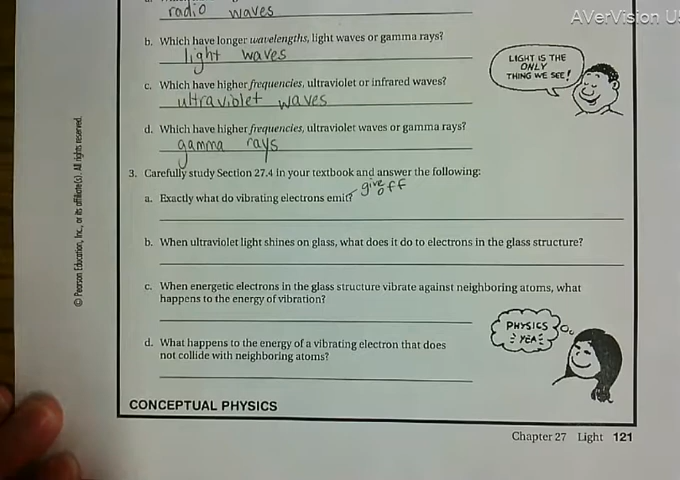 AVerVision
radio waves
b. Which have longer wavelengths, light waves or gamma rays?
light waves
c. Which have higher frequencies, ultraviolet or infrared waves?
ultraviolet waves
d. Which have higher frequencies, ultraviolet waves or gamma rays?
gamma rays
LIGHT IS THE
ONLY
THING WE SEE!
3. Carefully study Section 27.4 in your textbook and answer the following:
give off
a. Exactly what do vibrating electrons emit?
b. When ultraviolet light shines on glass, what does it do to electrons in the glass structure?
c. When energetic electrons in the glass structure vibrate against neighboring atoms, what
happens to the energy of vibration?
PHYSICS
YEA
d. What happens to the energy of a vibrating electron that does
not collide with neighboring atoms?
CONCEPTUAL PHYSICS
Chapter 27 Light 121
© Pearson Education, Inc., or its affiliate(s). All rights reserved.